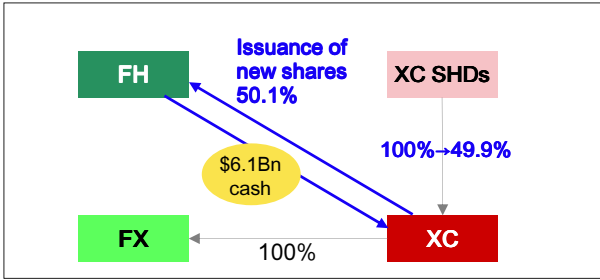 FH
Issuance of
new shares
50.1%
XC SHDs
100%→49.9%
$6.1Bn
cash
FX
100%
XC